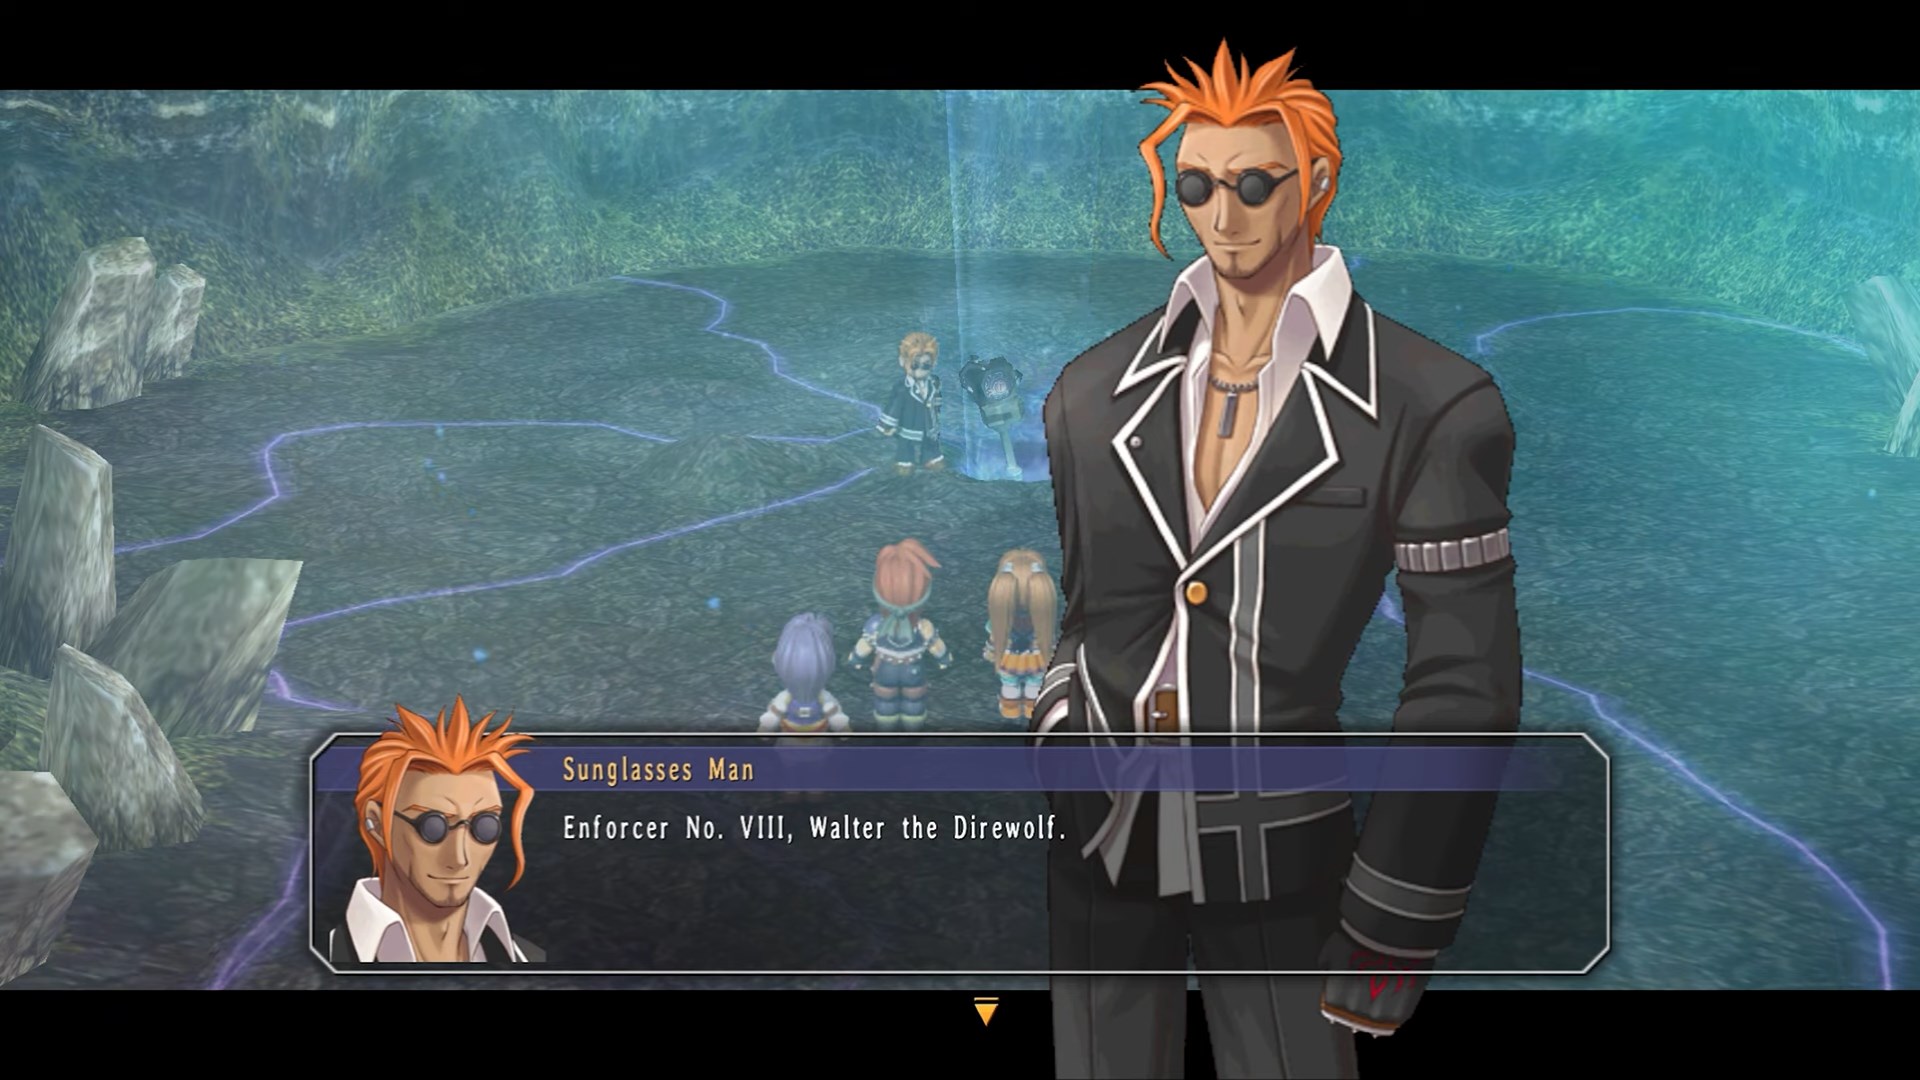 Sunglasses Man
Enforcer No. VIII, Walter the Direwolf.